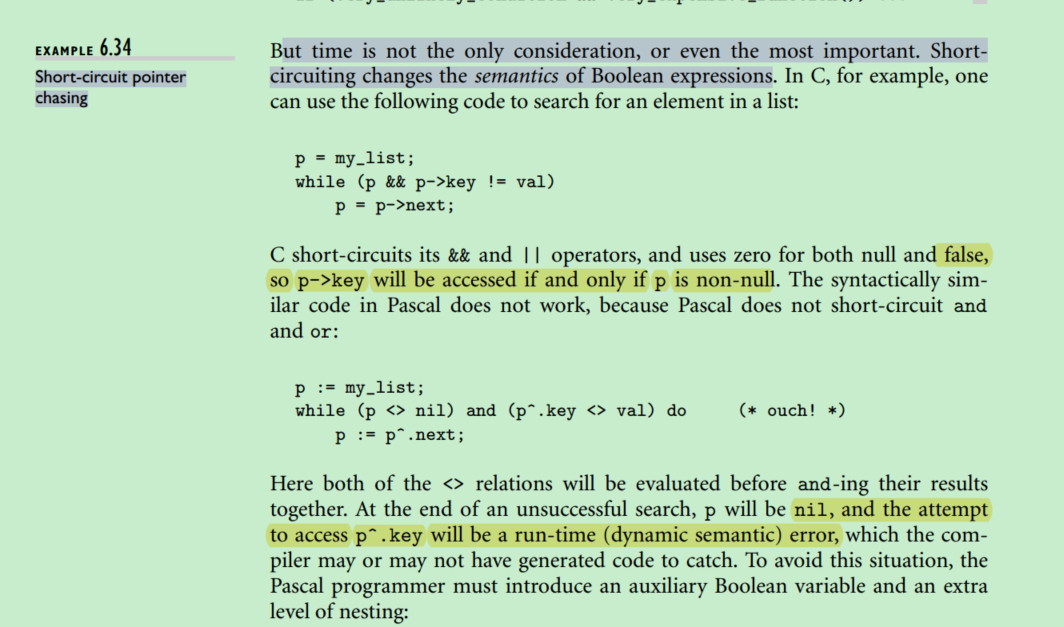 EXAMPLE 6.34
Short-circuit pointer
chasing
But time is not the only consideration, or even the most important. Short-
circuiting changes the semantics of Boolean expressions. In C, for example, one
can use the following code to search for an element in a list:
p = my_list;
while (p && p->key != val)
p = p->next;
C short-circuits its && and || operators, and uses zero for both null and false,
so p->key will be accessed if and only if p is non-null. The syntactically sim-
ilar code in Pascal does not work, because Pascal does not short-circuit and
and or:
p := my_list;
while (p <> nil) and (p^.key <> val) do (* ouch! *)
p := p^.next;
Here both of the <> relations will be evaluated before and-ing their results
together. At the end of an unsuccessful search, p will be nil, and the attempt
to access p^.key will be a run-time (dynamic semantic) error, which the com-
piler may or may not have generated code to catch. To avoid this situation, the
Pascal programmer must introduce an auxiliary Boolean variable and an extra
level of nesting: